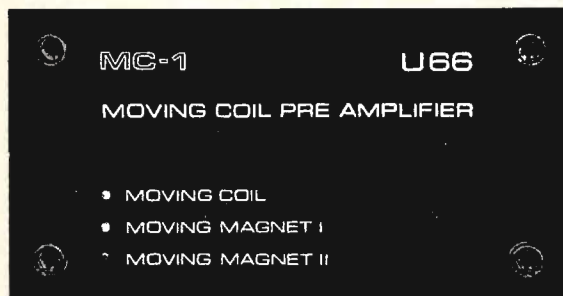 MC-1 U66
MOVING COIL PRE AMPLIFIER
• MOVING COIL
• MOVING MAGNET I
• MOVING MAGNET II